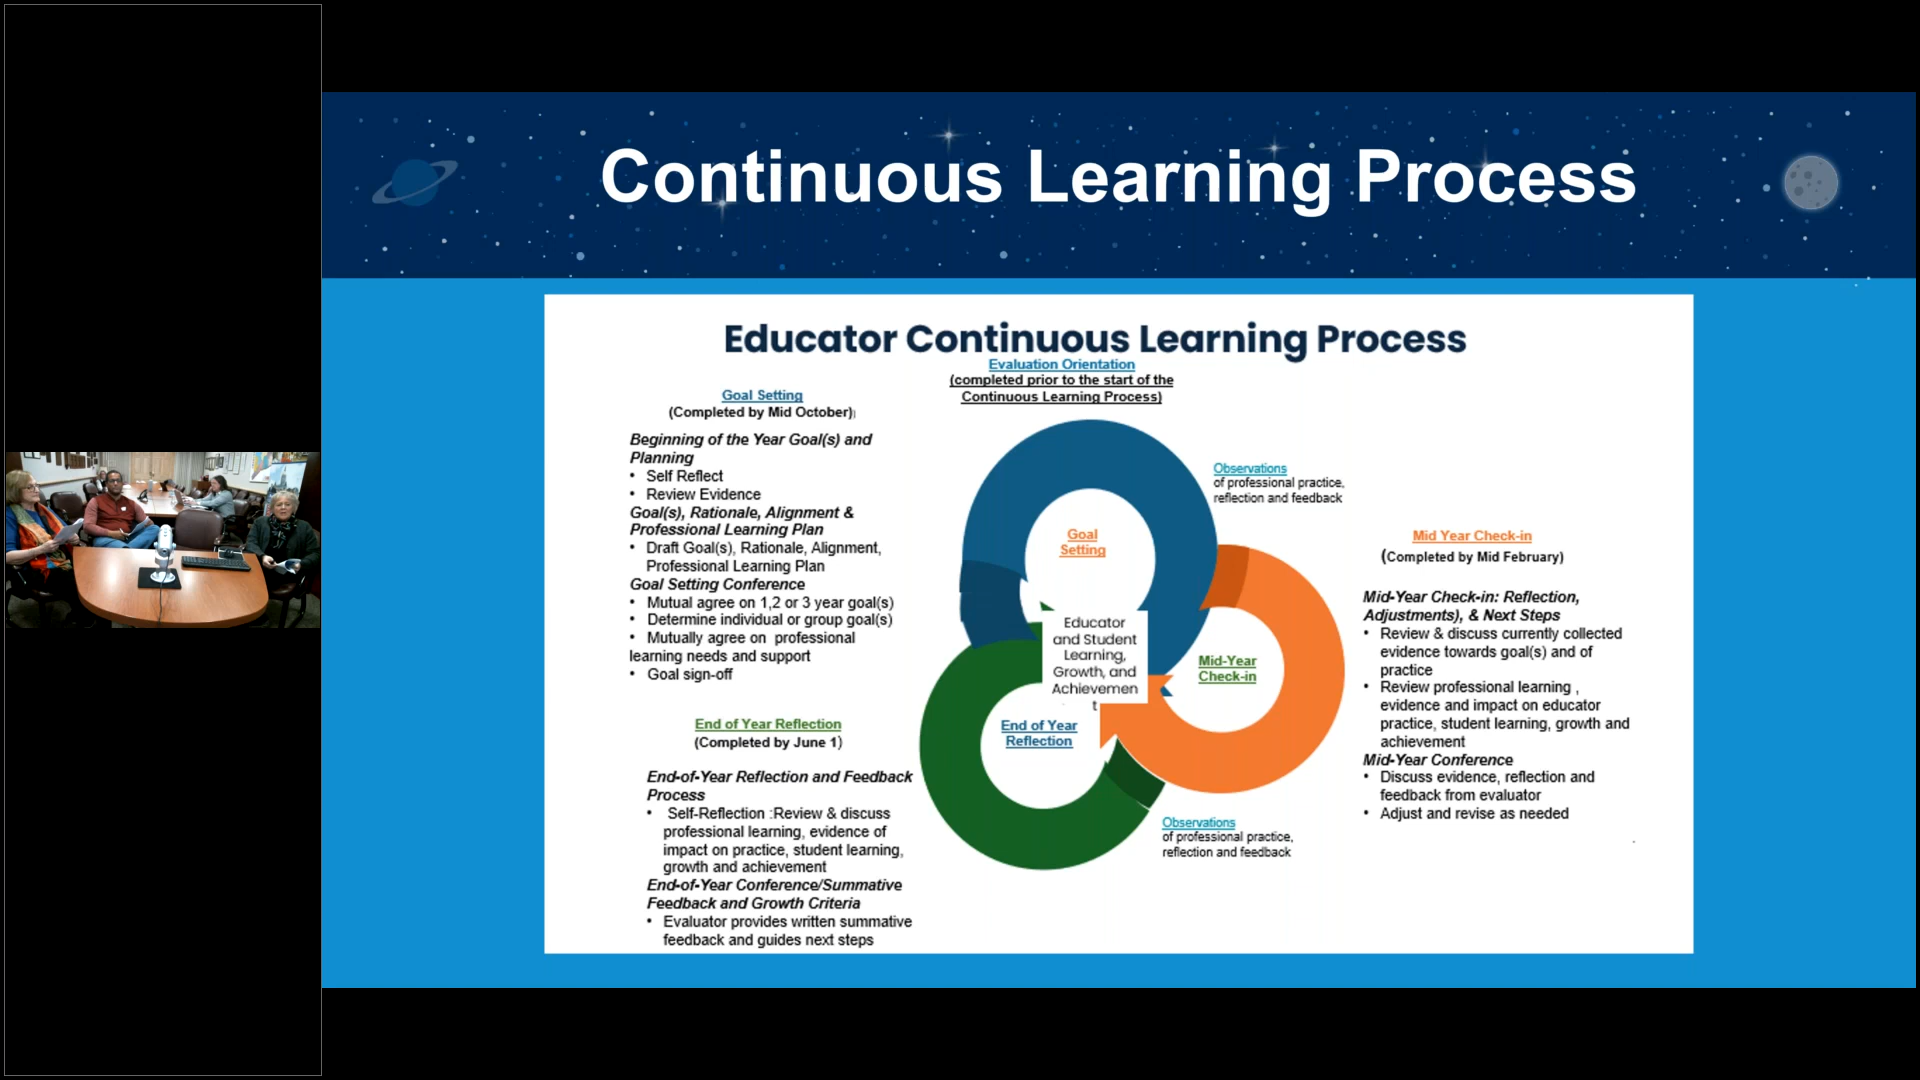 Continuous Learning Process
Educator Continuous Learning Process
Evaluation Orientation
(completed prior to the start of the
Continuous Learning Process)
Goal Setting
(Completed by Mid October))
Beginning of the Year Goal(s) and
Planning
• Self Reflect
• Review Evidence
Goal(s), Rationale, Alignment &
Professional Learning Plan
• Draft Goal(s), Rationale, Alignment,
Professional Learning Plan
Goal Setting Conference
• Mutual agree on 1,2 or 3 year goal(s)
• Determine individual or group goal(s)
• Mutually agree on professional
learning needs and support
• Goal sign-off
End of Year Reflection
(Completed by June 1)
End-of-Year Reflection and Feedback
Process
• Self-Reflection :Review & discuss
professional learning, evidence of
impact on practice, student learning,
growth and achievement
End-of-Year Conference/Summative
Feedback and Growth Criteria
• Evaluator provides written summative
feedback and guides next steps
Goal
Setting
Educator
and Student
Learning,
Growth, and
Achievemen
t
Mid-Year
Check-in
End of Year
Reflection
Observations
of professional practice,
reflection and feedback
Observations
of professional practice,
reflection and feedback
Mid Year Check-in
(Completed by Mid February)
Mid-Year Check-in: Reflection,
Adjustments), & Next Steps
• Review & discuss currently collected
evidence towards goal(s) and of
practice
• Review professional learning ,
evidence and impact on educator
practice, student learning, growth and
achievement
Mid-Year Conference
• Discuss evidence, reflection and
feedback from evaluator
• Adjust and revise as needed